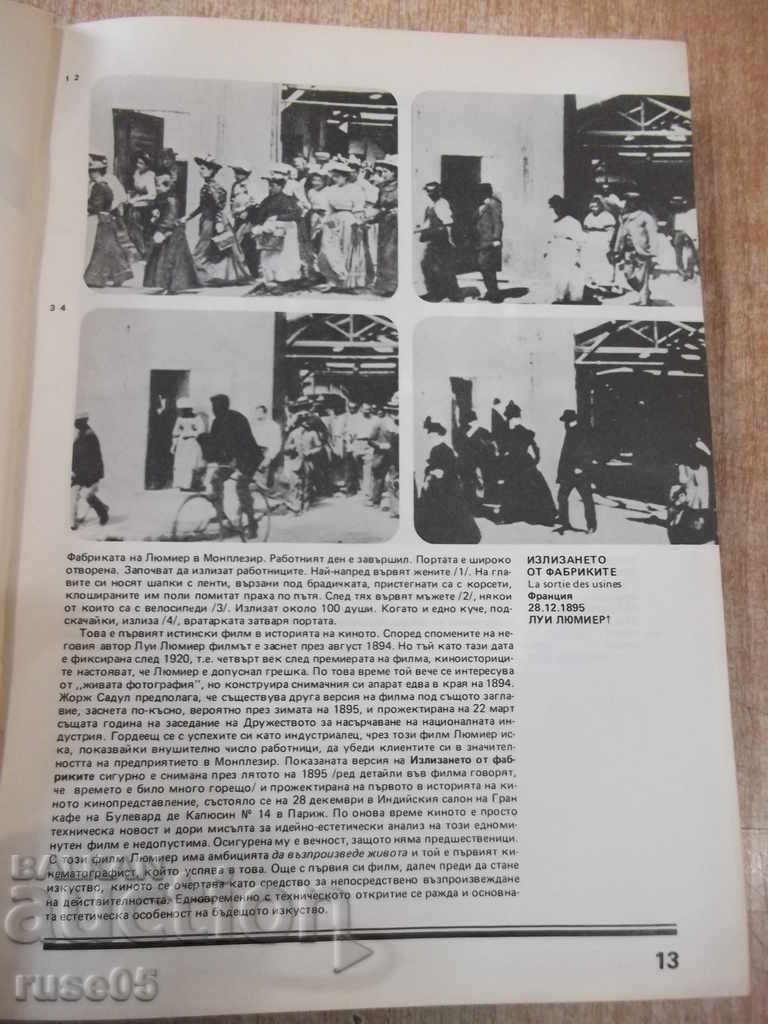 1 2
3 4
Фабриката на Люмиер в Монплезир. Работният ден е завършил. Портата е широко
отворена. Започват да излизат работниците. Най-напред вървят жените /1/. На гла-
вите си носят шапки с ленти, вързани под брадичката, пристегнати са с корсети,
клошираните им поли помитат праха по пътя. След тях вървят мъжете /2/, някои
от които са с велосипеди /3/. Излизат около 100 души. Когато и едно куче, под-
скачайки, излиза /4/, вратарката затваря портата.
Това е първият истински филм в историята на киното. Според спомените на не-
говия автор Луи Люмиер филмът е заснет през август 1894. Но тъй като тази дата
е фиксирана след 1920, т.е. четвърт век след премиерата на филма, киноисторици-
те настояват, че Люмиер е допуснал грешка. По това време той вече се интересува
от „живата фотография", но конструира снимачния си апарат едва в края на 1894.
Жорж Садул предполага, че съществува друга версия на филма под същото загла-
вие, заснета по-късно, вероятно през зимата на 1895, и прожектирана на 22 март
същата година на заседание на Дружеството за насърчаване на националната ин-
дустрия. Гордеещ се с успехите си като индустриалец, чрез този филм Люмиер ис-
ка, показвайки внушително число работници, да убеди клиентите си в значител-
ността на предприятието в Монплезир. Показаната версия на Излизането от фаб-
риките сигурно е снимана през лятото на 1895 /ред детайли във филма говорят,
че времето е било много горещо/ и прожектирана на първото в историята на ки-
ното кинопредставление, състояло се на 28 декември в Индийския салон на Гран
кафе на Булевард де Капюсин № 14 в Париж. По онова време киното е просто
техническа новост и дори мисълта за идейно-естетически анализ на този едноми-
нутен филм е недопустима. Осигурена му е вечност, защото няма предшественици.
С този филм Люмиер има амбицията да възпроизведе живота и той е първият ки-
нематографист, който успява в това. Още с първия си филм, далеч преди да стане
изкуство, киното се очертава като средство за непосредствено възпроизвеждане
на действителността. Едновременно с техническото откритие се ражда и основна-
та естетическа особеност на бъдещото изкуство.
ИЗЛИЗАНЕТО
ОТ ФАБРИКИТЕ
La sortie des usines
Франция
28.12.1895
ЛУИ ЛЮМИЕР↑
13
BALKAN
auction
ruse05